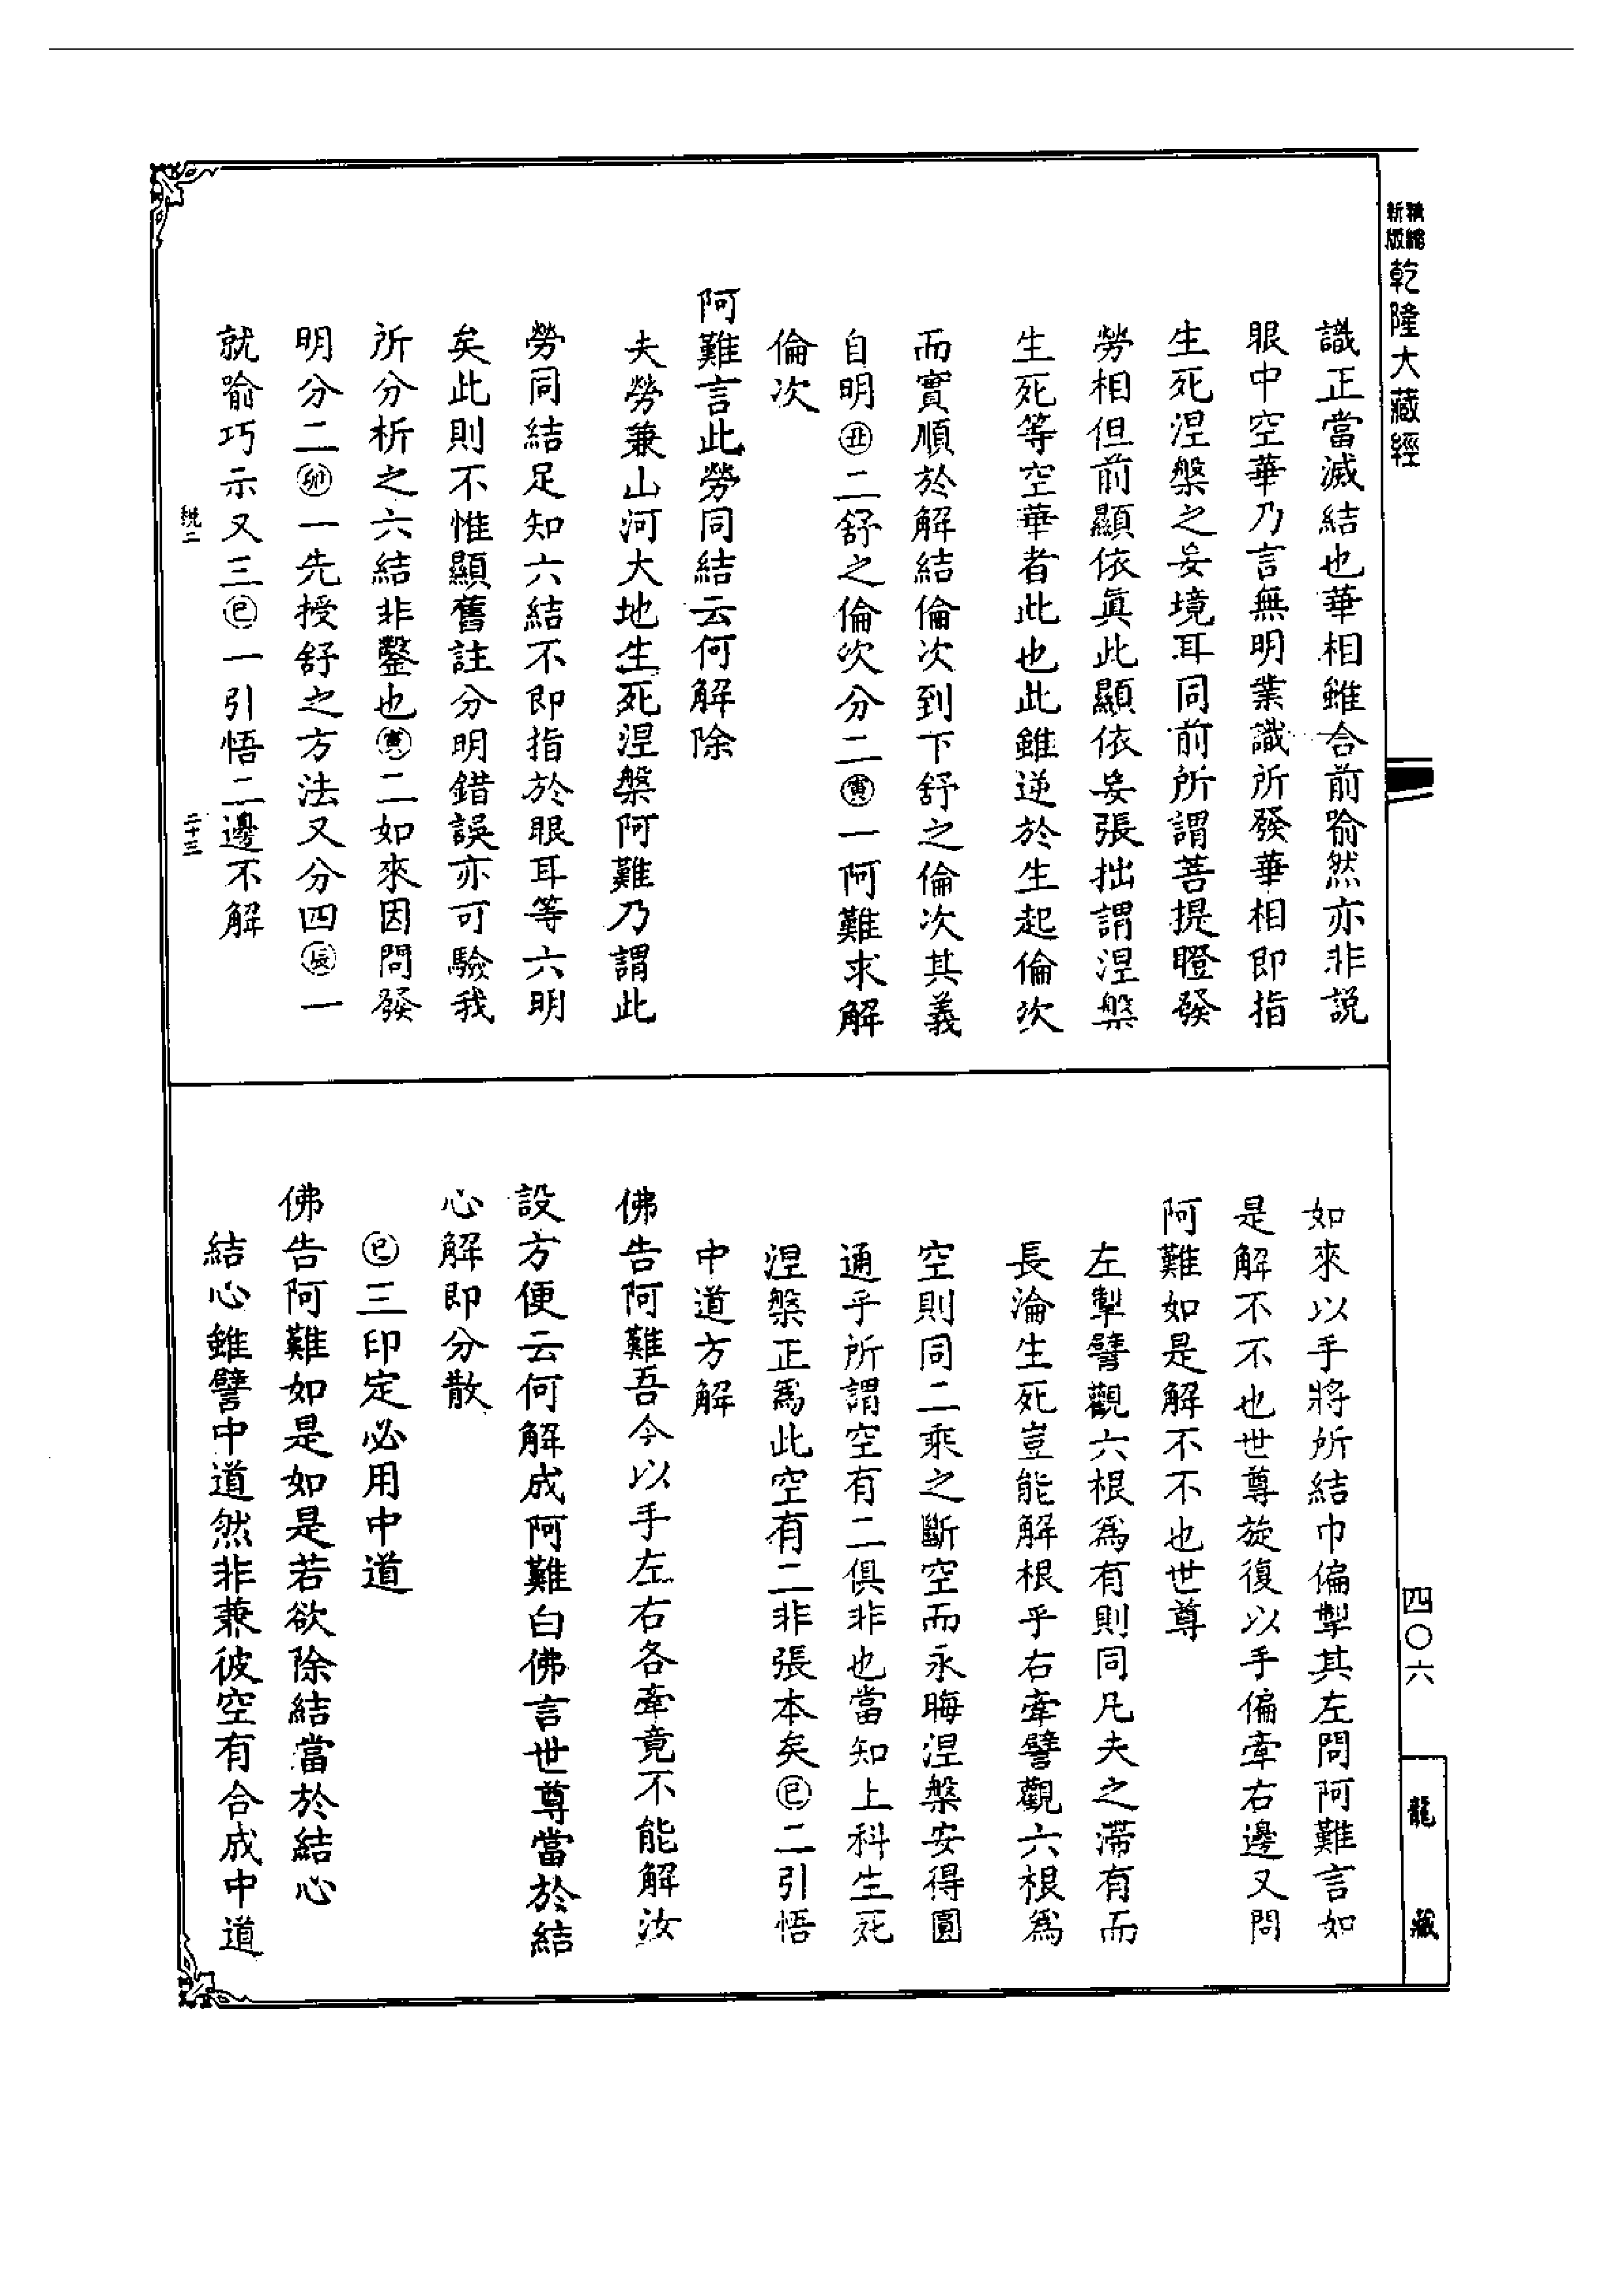 精縮新版乾隆大藏經
識正當滅結也華相雖合前喻然亦非説
眼中空華乃言無明業識所發華相即指
生死涅槃之妄境耳同前所謂菩提瞪發
勞相但前顯依眞此顯依妄張拙謂涅槃
生死等空華者此也此雖逆於生起倫次
而實順於解結倫次到下舒之倫次其義
自明㊄二舒之倫次分二㊅一阿難求解
倫次
阿難言此勞同結云何解除
夫勞兼山河大地生死涅槃阿難乃謂此
勞同結足知六結不即指於眼耳等六明
矣此則不惟顯舊註分明錯誤亦可驗我
所分析之六結非鑿也寅二如來因問發
明分二卯一先授舒之方法又分四辰一
就喻巧示又三巳一引悟二邊不解
二十三
如來以手將所結巾偏掣其左問阿難言如
是解不不也世尊旋復以手偏牽右邊又問
阿難如是解不不也世尊
左掣譬觀六根爲有則同凡夫之滯有而
長淪生死豈能解根乎右牽譬觀六根爲
空則同二乘之斷空而永晦涅槃安得圓
通乎所謂空有二俱非也當知上科生死
涅槃正爲此空有二非張本矣巳二引悟
中道方解
佛告阿難吾今以手左右各牽竟不能解汝
設方便云何解成阿難白佛言世尊當於結
心解即分散
巳三印定必用中道
佛告阿難如是如是若欲除結當於結心
結心雖譬中道然非兼彼空有合成中道
四〇六
龍藏